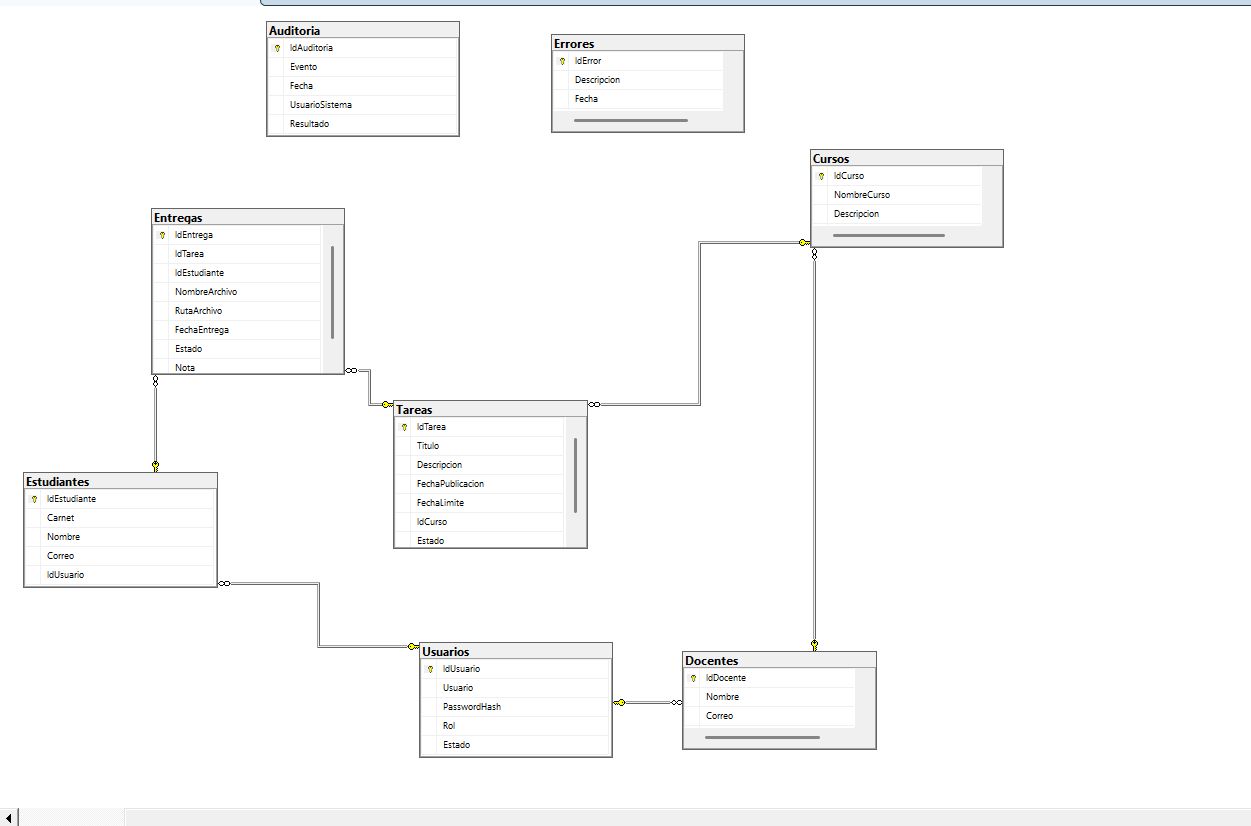 Auditoria
IdAuditoria
Evento
Fecha
UsuarioSistema
Resultado
Errores
IdError
Descripcion
Fecha
Cursos
IdCurso
NombreCurso
Descripcion
Entregas
IdEntrega
IdTarea
IdEstudiante
NombreArchivo
RutaArchivo
FechaEntrega
Estado
Nota
Tareas
IdTarea
Titulo
Descripcion
FechaPublicacion
FechaLimite
IdCurso
Estado
Estudiantes
IdEstudiante
Carnet
Nombre
Correo
IdUsuario
Usuarios
IdUsuario
Usuario
PasswordHash
Rol
Estado
Docentes
IdDocente
Nombre
Correo